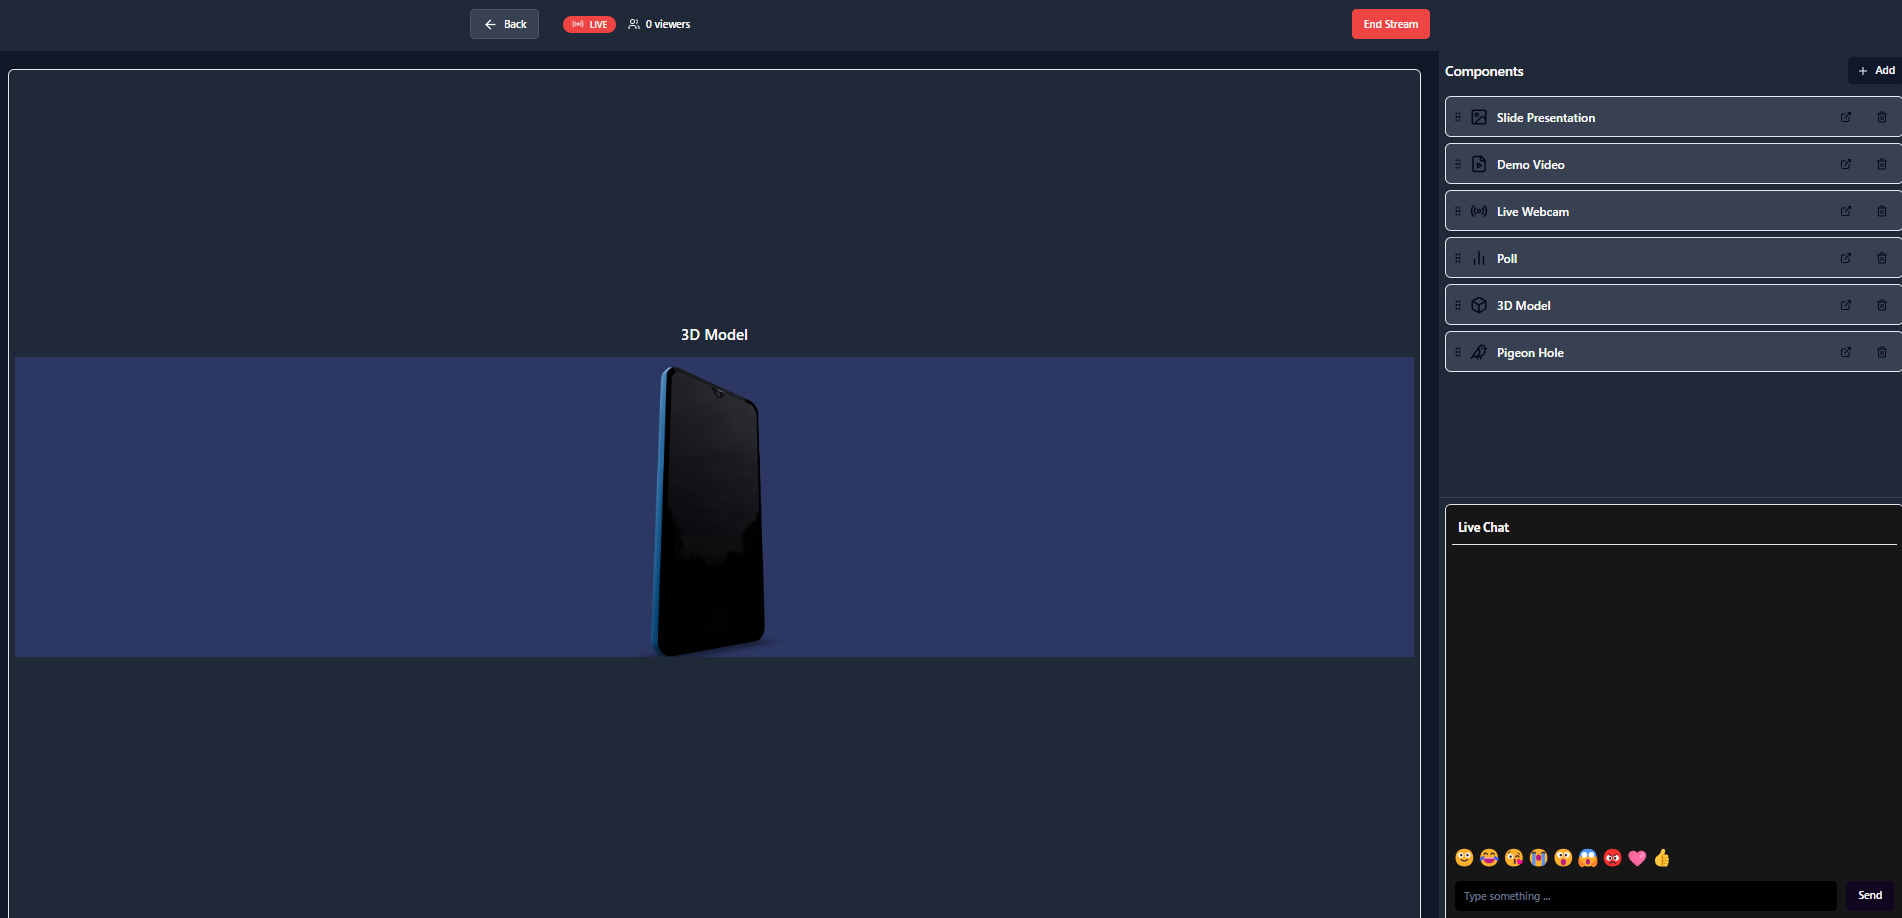 Back
LIVE
0 viewers
End Stream
Components
Add
Slide Presentation
Demo Video
Live Webcam
Poll
3D Model
Pigeon Hole
3D Model
Live Chat
Type something ...
Send